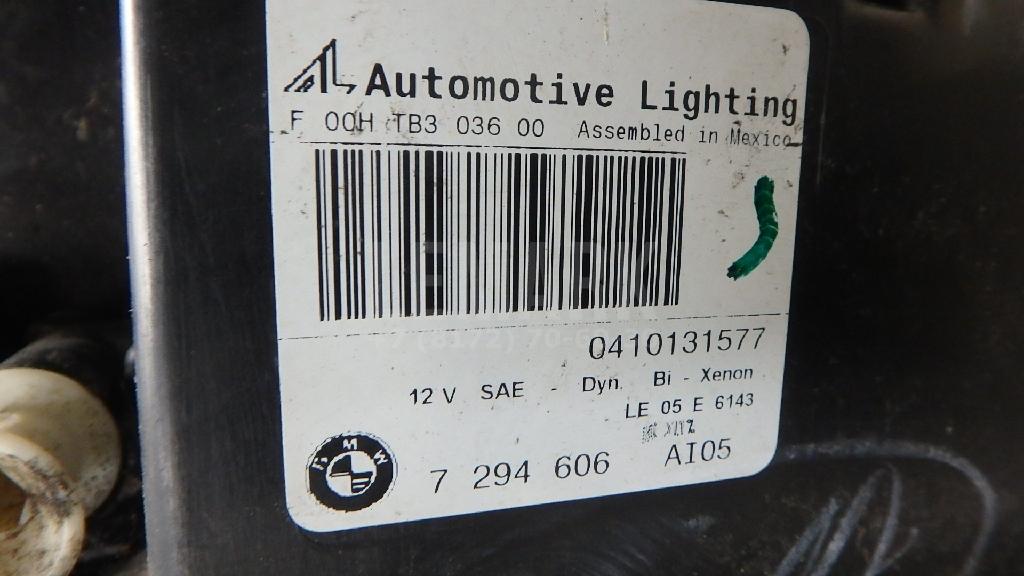 AL Automotive Lighting
F 00H TB3 036 00 Assembled in Mexico
0410131577
12 V SAE - Dyn. Bi - Xenon
LE 05 E 6143
BMW 7 294 606 AI05